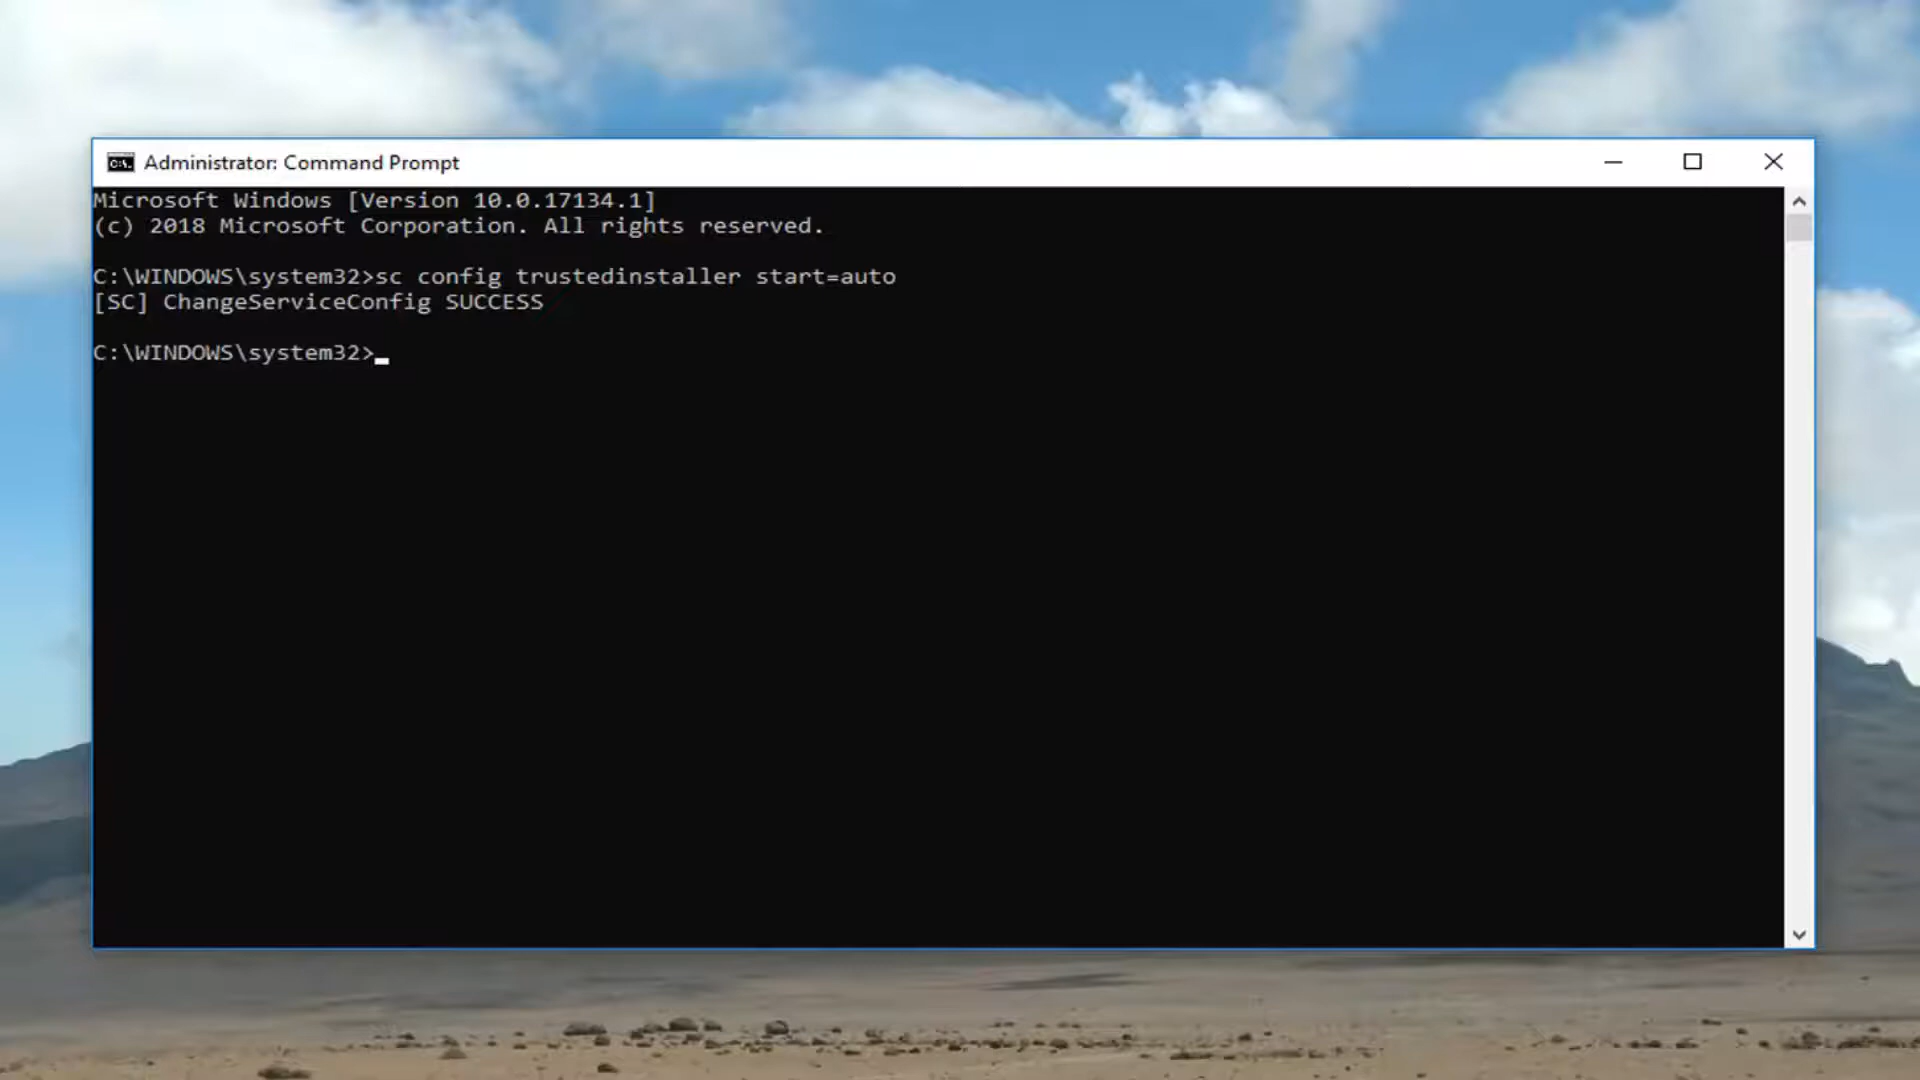 Administrator: Command Prompt
Microsoft Windows [Version 10.0.17134.1]
(c) 2018 Microsoft Corporation. All rights reserved.
C:\WINDOWS\system32>sc config trustedinstaller start=auto
[SC] ChangeServiceConfig SUCCESS
C:\WINDOWS\system32>